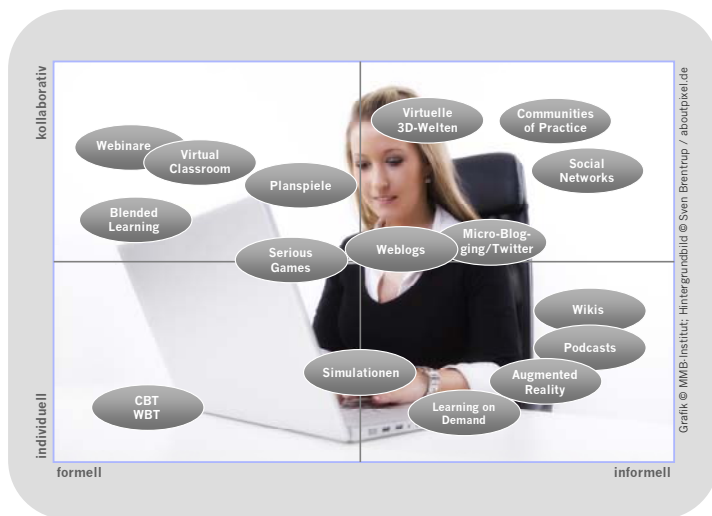 kollaborativ
Virtuelle
3D-Welten
Communities
of Practice
Webinare
Virtual
Classroom
Social
Networks
Planspiele
Blended
Learning
Micro-Blog-
ging/Twitter
Weblogs
Serious
Games
Wikis
Podcasts
Simulationen
Augmented
Reality
CBT
WBT
Learning on
Demand
individuell
formell
informell
Grafik © MMB-Institut; Hintergrundbild © Sven Brentrup / aboutpixel.de